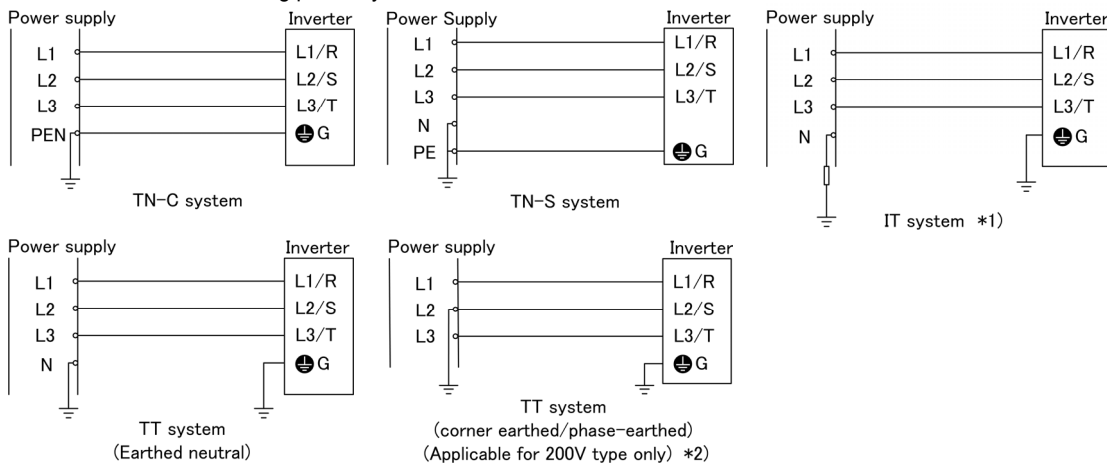 Power supply Inverter
L1 L1/R
L2 L2/S
L3 L3/T
PEN G
TN-C system
Power Supply Inverter
L1 L1/R
L2 L2/S
L3 L3/T
N
PE G
TN-S system
Power supply Inverter
L1 L1/R
L2 L2/S
L3 L3/T
N G
IT system *1)
Power supply Inverter
L1 L1/R
L2 L2/S
L3 L3/T
N G
TT system
(Earthed neutral)
Power supply Inverter
L1 L1/R
L2 L2/S
L3 L3/T
G
TT system
(corner earthed/phase-earthed)
(Applicable for 200V type only) *2)